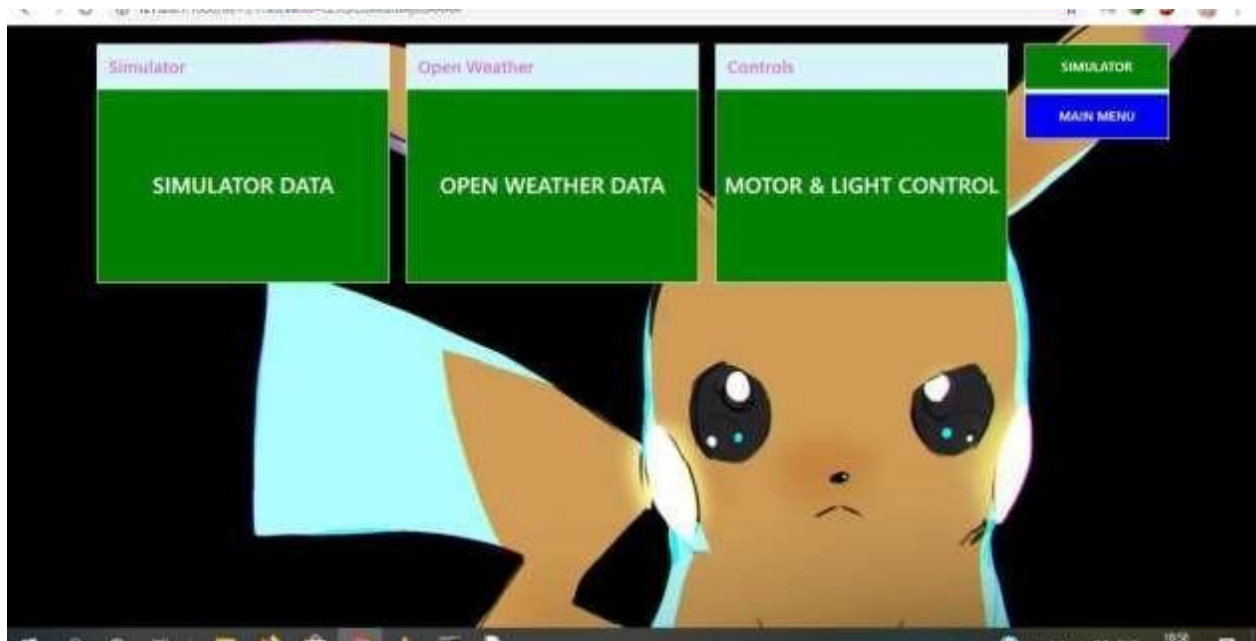 Simulator
Open Weather
Controls
SIMULATOR
MAIN MENU
SIMULATOR DATA
OPEN WEATHER DATA
MOTOR & LIGHT CONTROL